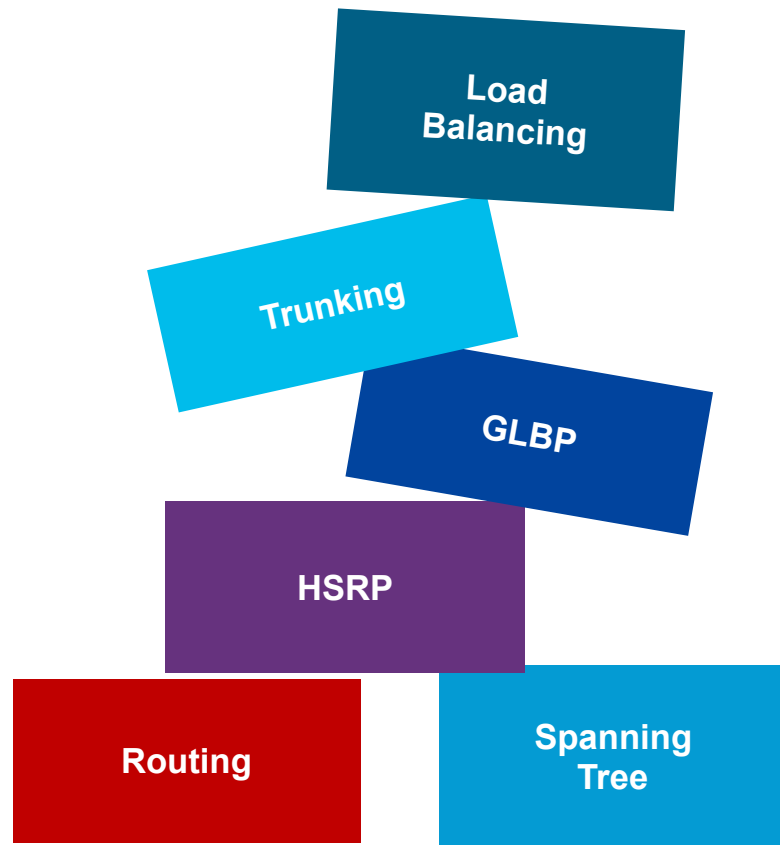 Load
Balancing
Trunking
GLBP
HSRP
Routing
Spanning
Tree